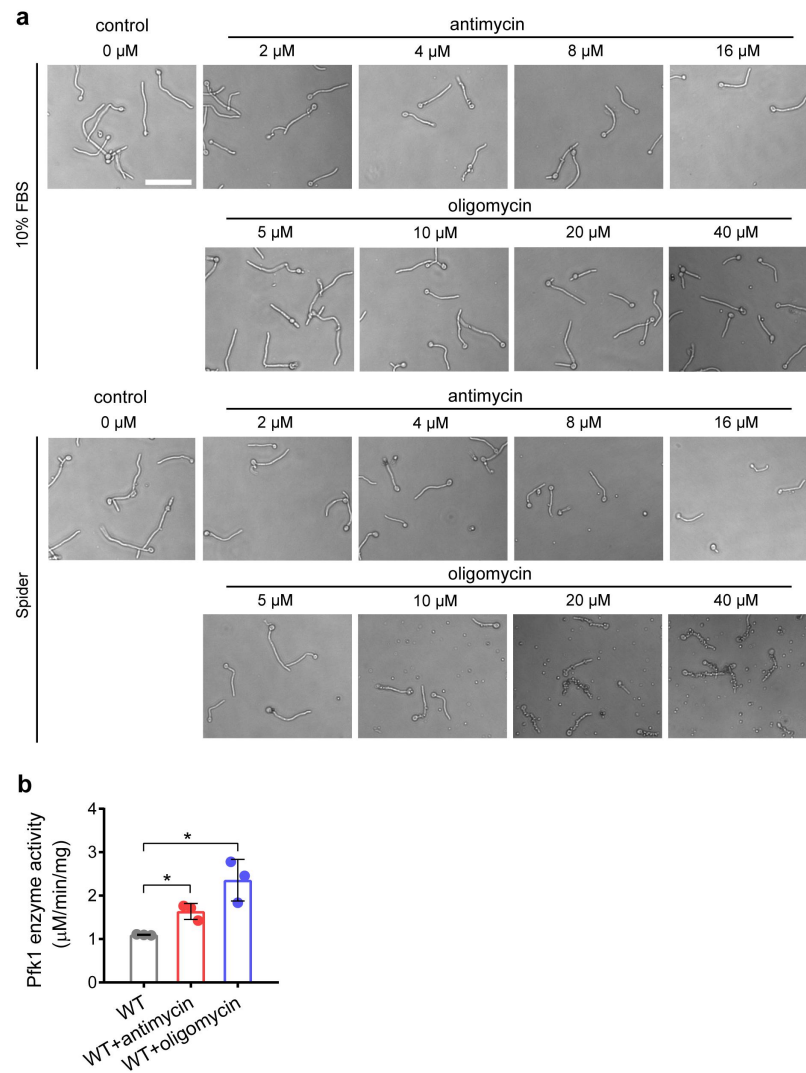 a
control
antimycin
0 µM
2 µM
4 µM
8 µM
16 µM
10% FBS
oligomycin
5 µM
10 µM
20 µM
40 µM
control
antimycin
0 µM
2 µM
4 µM
8 µM
16 µM
Spider
oligomycin
5 µM
10 µM
20 µM
40 µM
b
Pfk1 enzyme activity
(µM/min/mg)
4
3
2
1
0
*
*
WT
WT+antimycin
WT+oligomycin